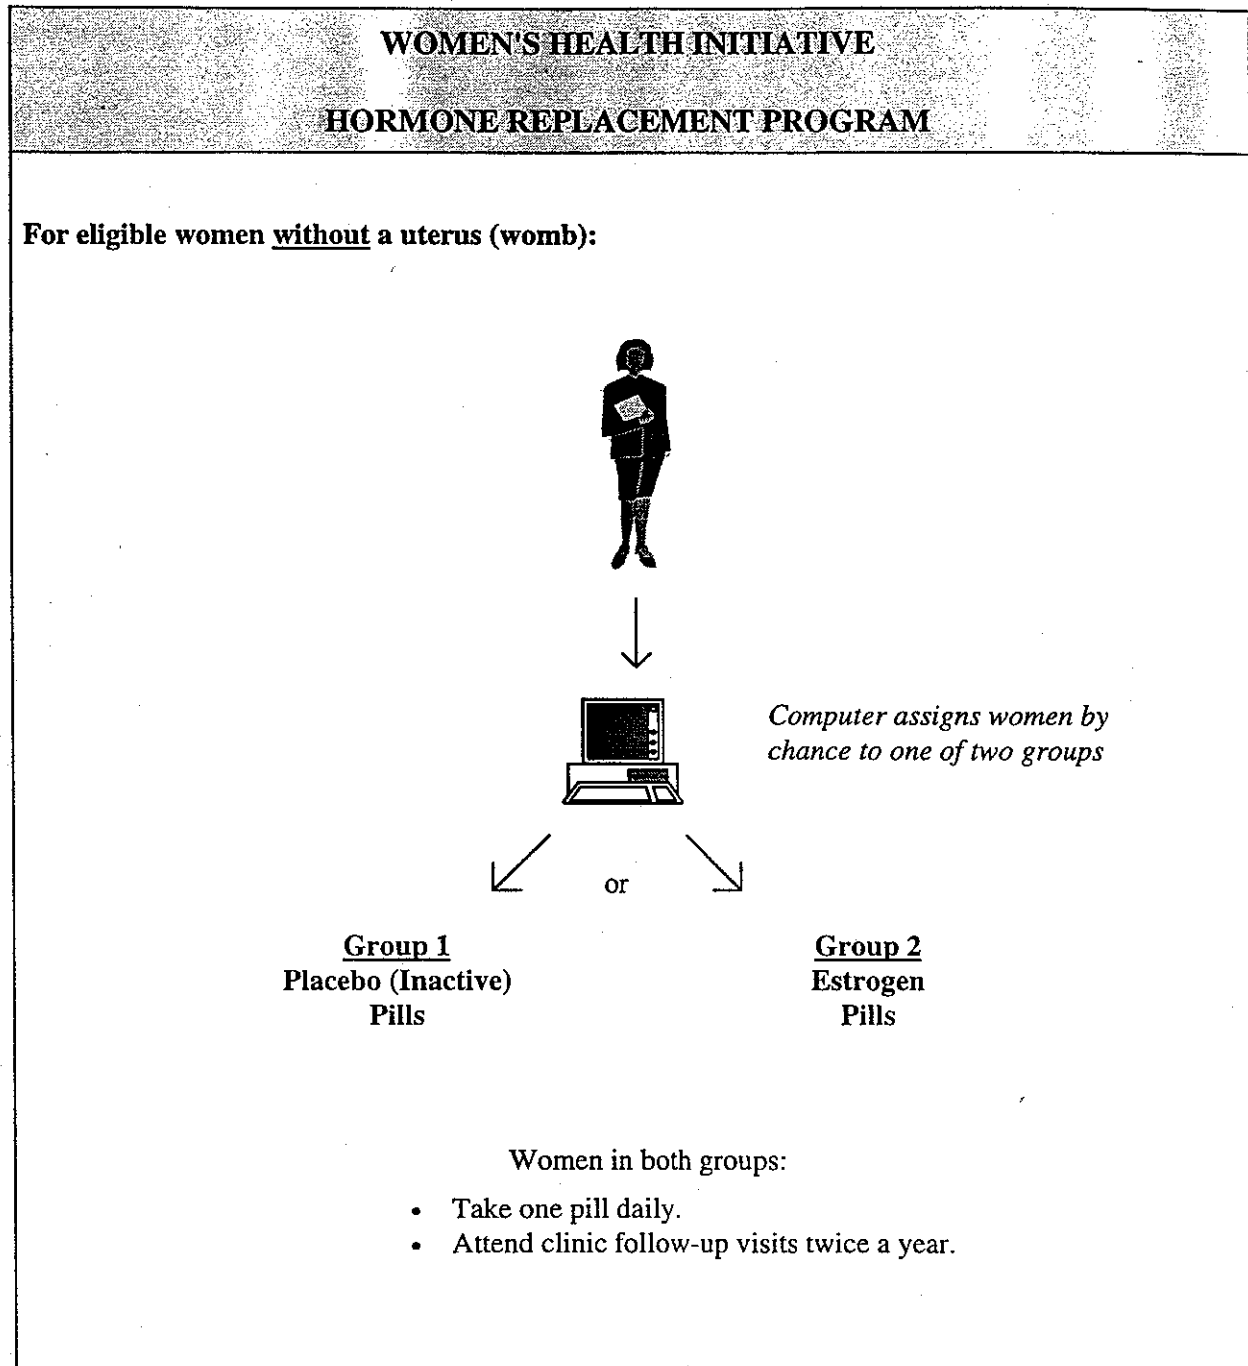 WOMEN'S HEALTH INITIATIVE
HORMONE REPLACEMENT PROGRAM
For eligible women without a uterus (womb):
Computer assigns women by
chance to one of two groups
or
Group 1
Placebo (Inactive)
Pills
Group 2
Estrogen
Pills
Women in both groups:
• Take one pill daily.
• Attend clinic follow-up visits twice a year.